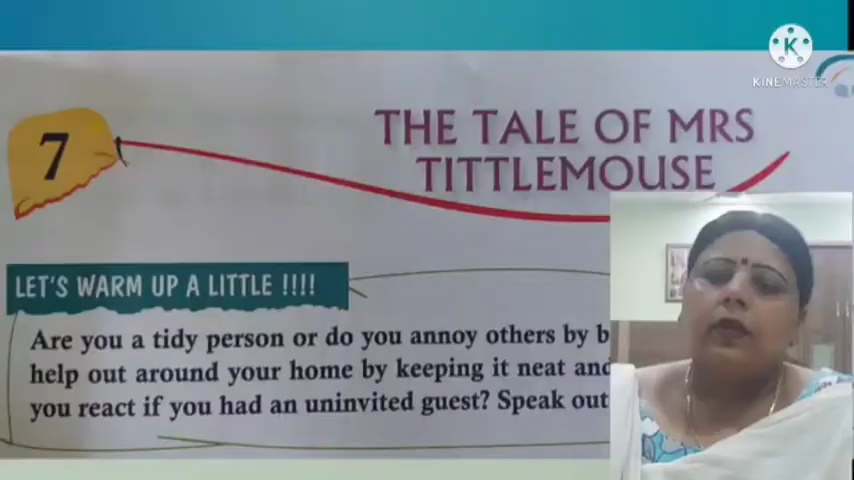 7
THE TALE OF MRS
TITTLEMOUSE
LET'S WARM UP A LITTLE !!!!
Are you a tidy person or do you annoy others by b
help out around your home by keeping it neat and
you react if you had an uninvited guest? Speak out
K
KINEMASTER